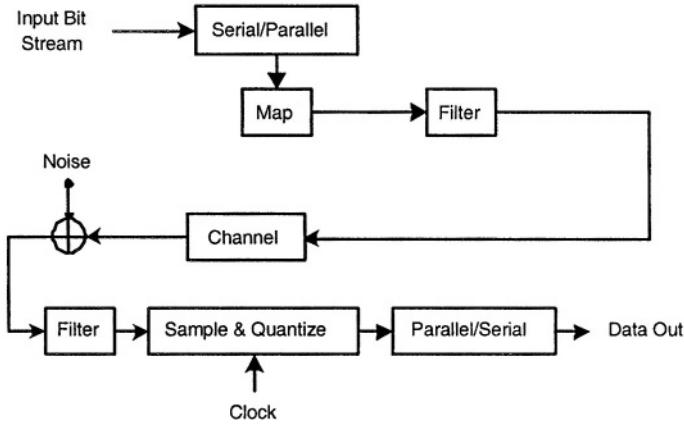 Input Bit
Stream
Serial/Parallel
Map
Filter
Noise
Channel
Filter
Sample & Quantize
Parallel/Serial
Data Out
Clock